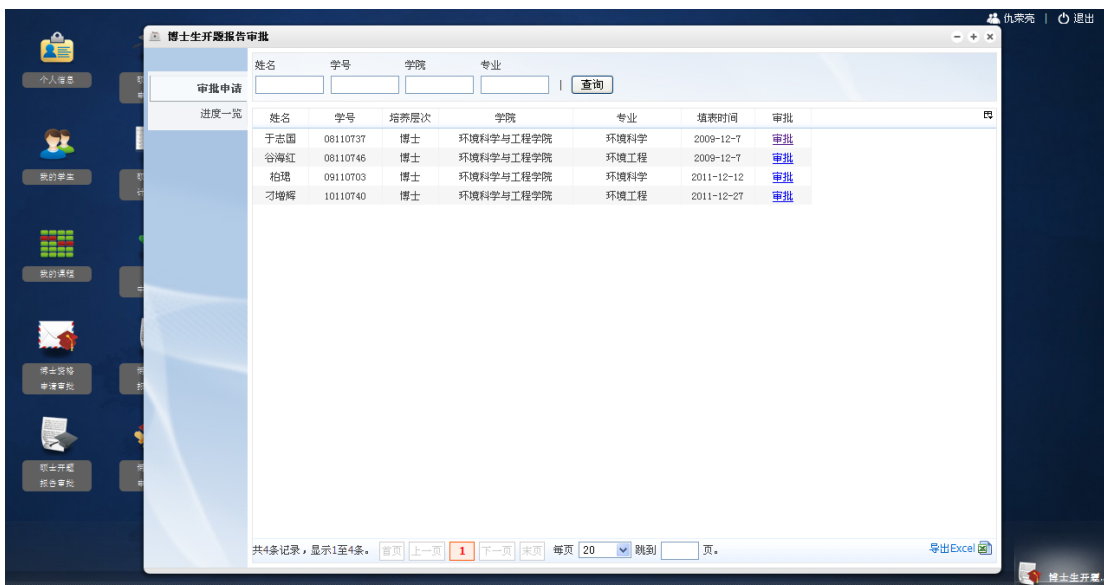 仇荣亮 | 退出
博士生开题报告审批
个人信息
我的学生
我的课程
博士资格
申请审批
硕士开题
报告审批
审批申请
进度一览
姓名 学号 学院 专业
| 查询
姓名 学号 培养层次 学院 专业 填表时间 审批
于志国 08110737 博士 环境科学与工程学院 环境科学 2009-12-7 审批
谷海红 08110746 博士 环境科学与工程学院 环境工程 2009-12-7 审批
柏珺 09110703 博士 环境科学与工程学院 环境科学 2011-12-12 审批
刁增辉 10110740 博士 环境科学与工程学院 环境工程 2011-12-27 审批
共4条记录，显示1至4条。 首页 上一页 1 下一页 末页 每页 20 跳到 页。
导出Excel
博士生开题